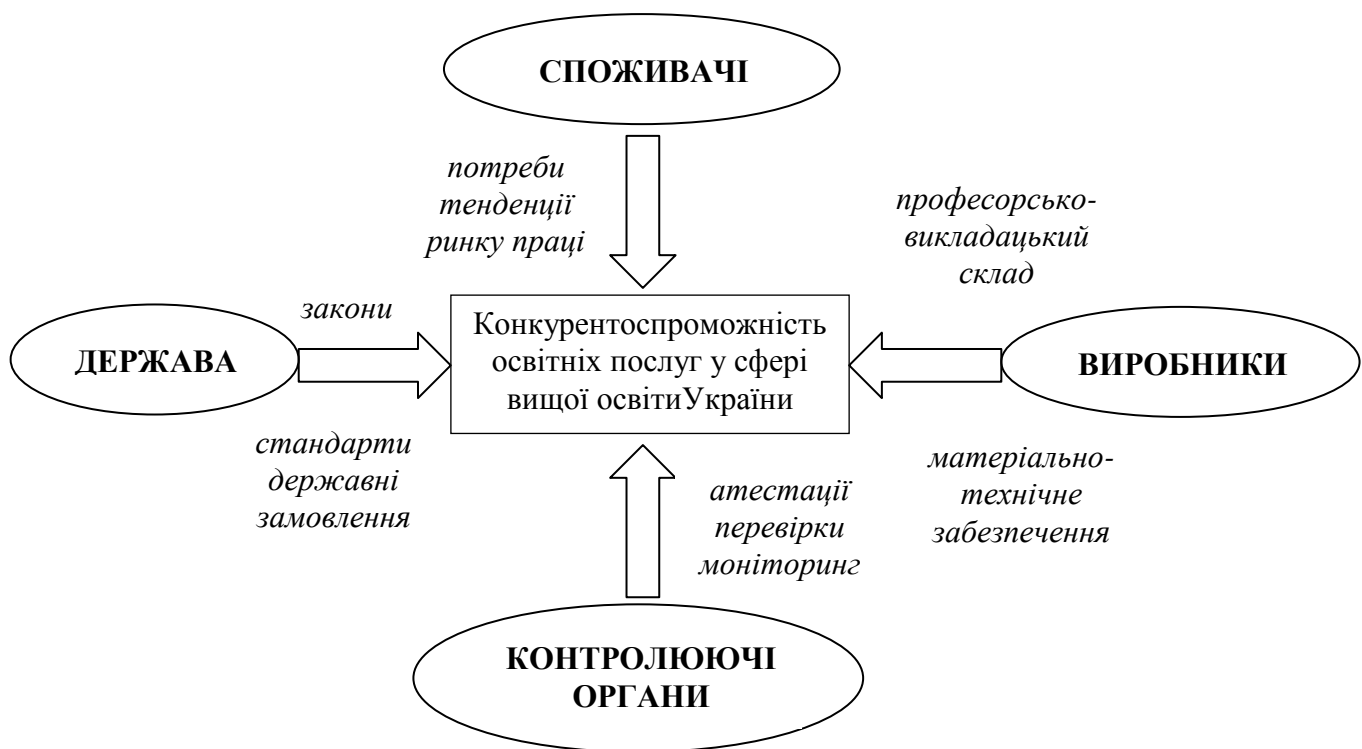 СПОЖИВАЧІ
потреби
тенденції
ринку праці
професорсько-
викладацький
склад
закони
ДЕРЖАВА
Конкурентоспроможність
освітніх послуг у сфері
вищої освітиУкраїни
ВИРОБНИКИ
стандарти
державні
замовлення
матеріально-
технічне
забезпечення
атестації
перевірки
моніторинг
КОНТРОЛЮЮЧІ
ОРГАНИ